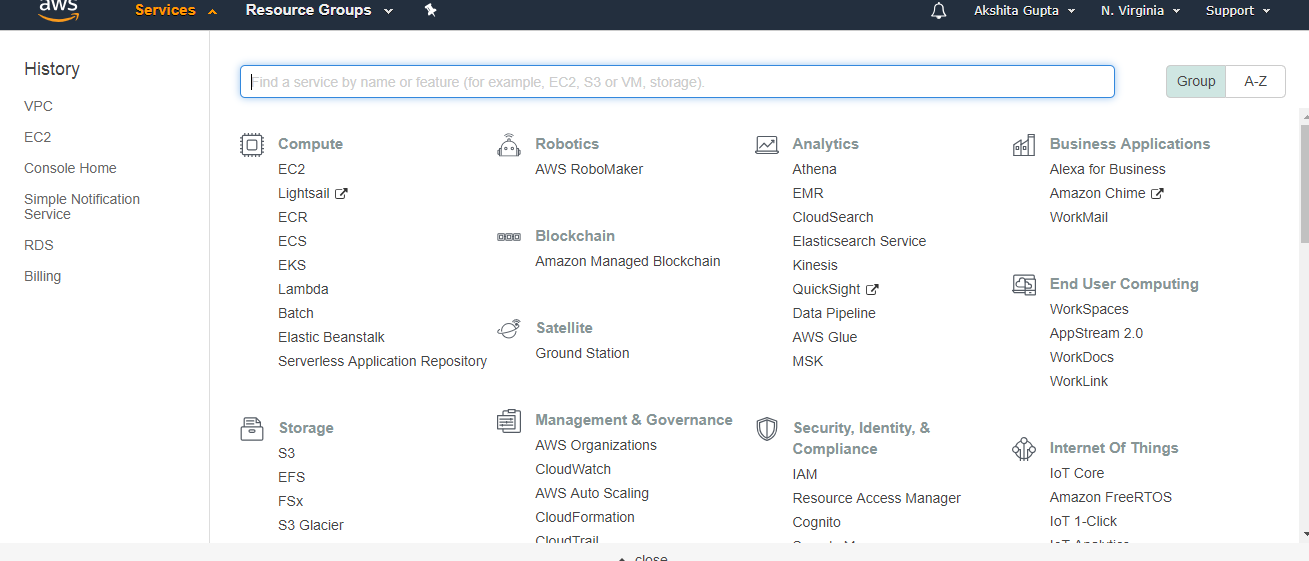 aws
Services
Resource Groups
Akshita Gupta
N. Virginia
Support
History
VPC
EC2
Console Home
Simple Notification
Service
RDS
Billing
Find a service by name or feature (for example, EC2, S3 or VM, storage).
Group
A-Z
Compute
EC2
Lightsail
ECR
ECS
EKS
Lambda
Batch
Elastic Beanstalk
Serverless Application Repository
Storage
S3
EFS
FSx
S3 Glacier
Robotics
AWS RoboMaker
Blockchain
Amazon Managed Blockchain
Satellite
Ground Station
Management & Governance
AWS Organizations
CloudWatch
AWS Auto Scaling
CloudFormation
CloudTrail
Analytics
Athena
EMR
CloudSearch
Elasticsearch Service
Kinesis
QuickSight
Data Pipeline
AWS Glue
MSK
Security, Identity, &
Compliance
IAM
Resource Access Manager
Cognito
Business Applications
Alexa for Business
Amazon Chime
WorkMail
End User Computing
WorkSpaces
AppStream 2.0
WorkDocs
WorkLink
Internet Of Things
IoT Core
Amazon FreeRTOS
IoT 1-Click
IoT Analytics
close